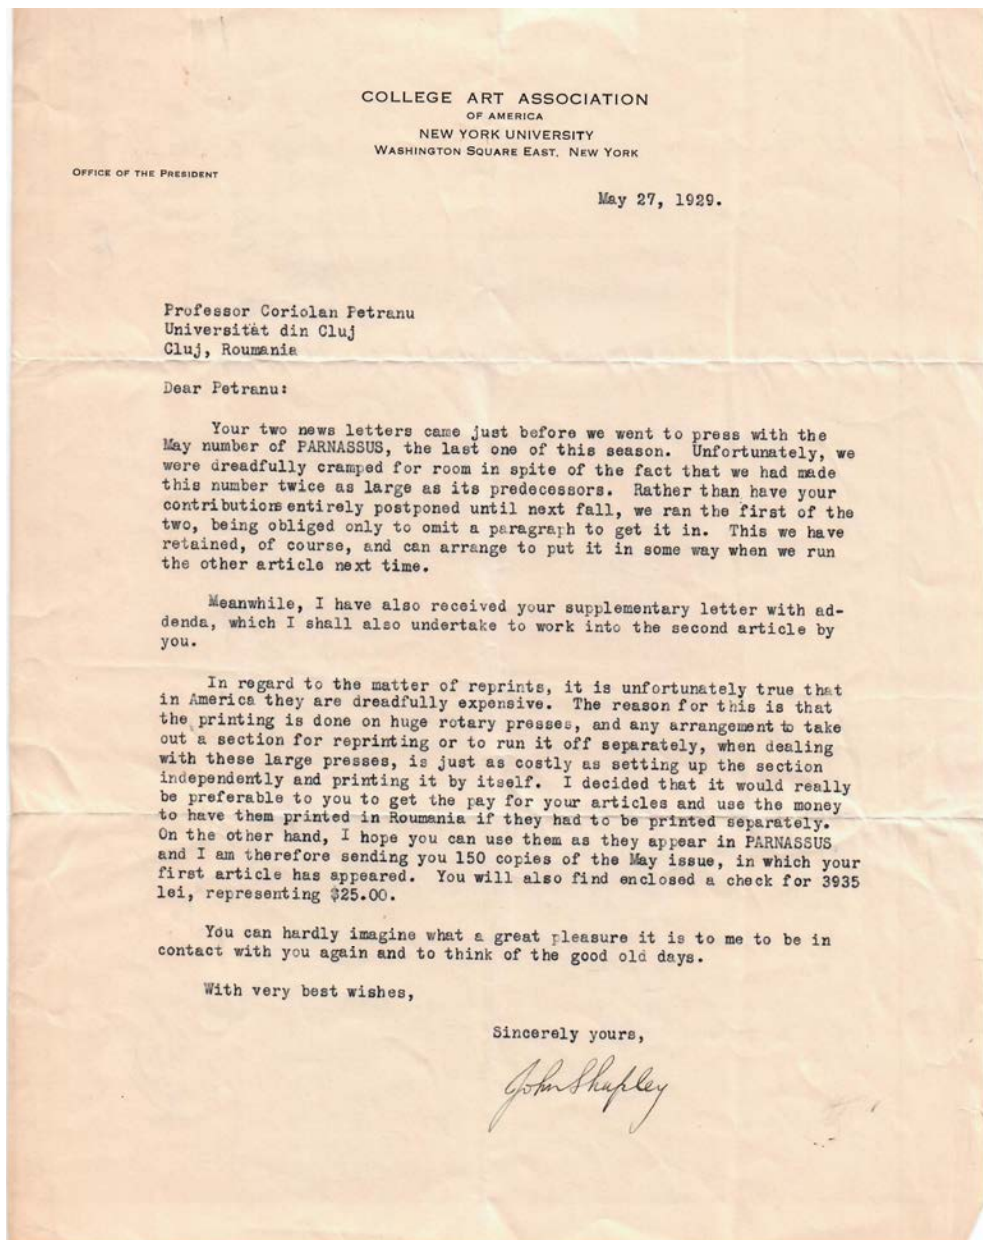 COLLEGE ART ASSOCIATION
OF AMERICA
NEW YORK UNIVERSITY
WASHINGTON SQUARE EAST, NEW YORK
OFFICE OF THE PRESIDENT
May 27, 1929.
Professor Coriolan Petranu
Universität din Cluj
Cluj, Roumania
Dear Petranu:
Your two news letters came just before we went to press with the
May number of PARNASSUS, the last one of this season. Unfortunately, we
were dreadfully cramped for room in spite of the fact that we had made
this number twice as large as its predecessors. Rather than have your
contributions entirely postponed until next fall, we ran the first of the
two, being obliged only to omit a paragraph to get it in. This we have
retained, of course, and can arrange to put it in some way when we run
the other article next time.
Meanwhile, I have also received your supplementary letter with ad-
denda, which I shall also undertake to work into the second article by
you.
In regard to the matter of reprints, it is unfortunately true that
in America they are dreadfully expensive. The reason for this is that
the printing is done on huge rotary presses, and any arrangement to take
out a section for reprinting or to run it off separately, when dealing
with these large presses, is just as costly as setting up the section
independently and printing it by itself. I decided that it would really
be preferable to you to get the pay for your articles and use the money
to have them printed in Roumania if they had to be printed separately.
On the other hand, I hope you can use them as they appear in PARNASSUS
and I am therefore sending you 150 copies of the May issue, in which your
first article has appeared. You will also find enclosed a check for 3935
lei, representing $25.00.
You can hardly imagine what a great pleasure it is to me to be in
contact with you again and to think of the good old days.
With very best wishes,
Sincerely yours,
John Shapley